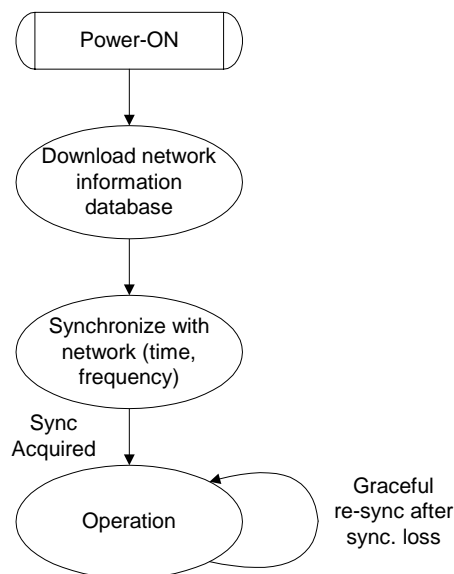 Power-ON
Download network
information
database
Synchronize with
network (time,
frequency)
Sync
Acquired
Operation
Graceful
re-sync after
sync. loss